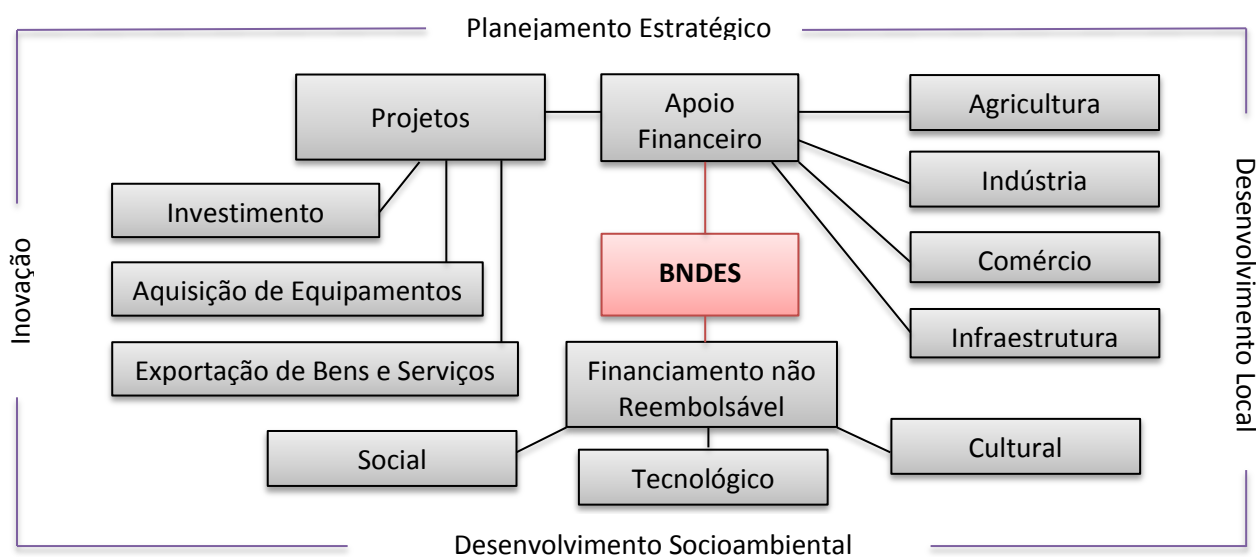 Planejamento Estratégico
Projetos
Apoio
Financeiro
Agricultura
Indústria
Investimento
Comércio
BNDES
Aquisição de Equipamentos
Infraestrutura
Exportação de Bens e Serviços
Financiamento não
Reembolsável
Social
Tecnológico
Cultural
Inovação
Desenvolvimento Local
Desenvolvimento Socioambiental